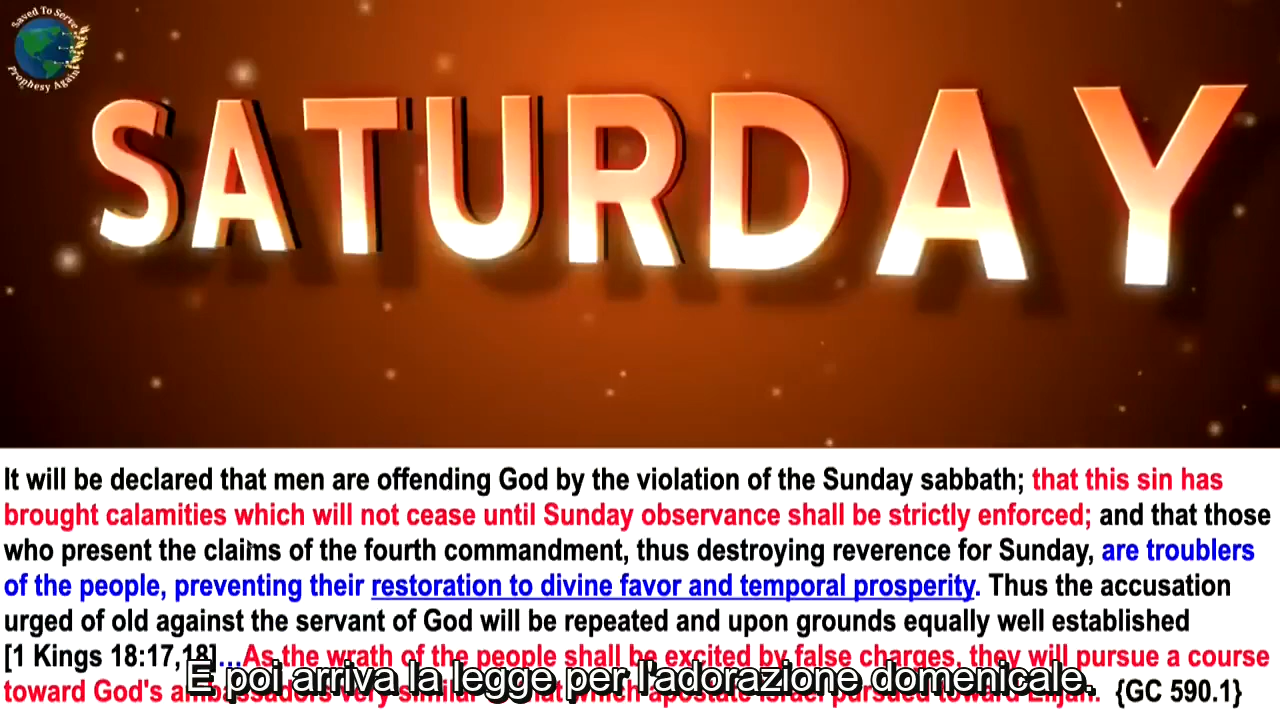 Saved To Serve
Prophesy Again
SATURDAY
It will be declared that men are offending God by the violation of the Sunday sabbath; that this sin has
brought calamities which will not cease until Sunday observance shall be strictly enforced; and that those
who present the claims of the fourth commandment, thus destroying reverence for Sunday, are troublers
of the people, preventing their restoration to divine favor and temporal prosperity. Thus the accusation
urged of old against the servant of God will be repeated and upon grounds equally well established
[1 Kings 18:17,18]...As the wrath of the people shall be excited by false charges, they will pursue a course
toward God's ambassadors very similar to that which apostate Israel pursued toward Elijah. {GC 590.1}
E poi arriva la legge per l'adorazione domenicale.